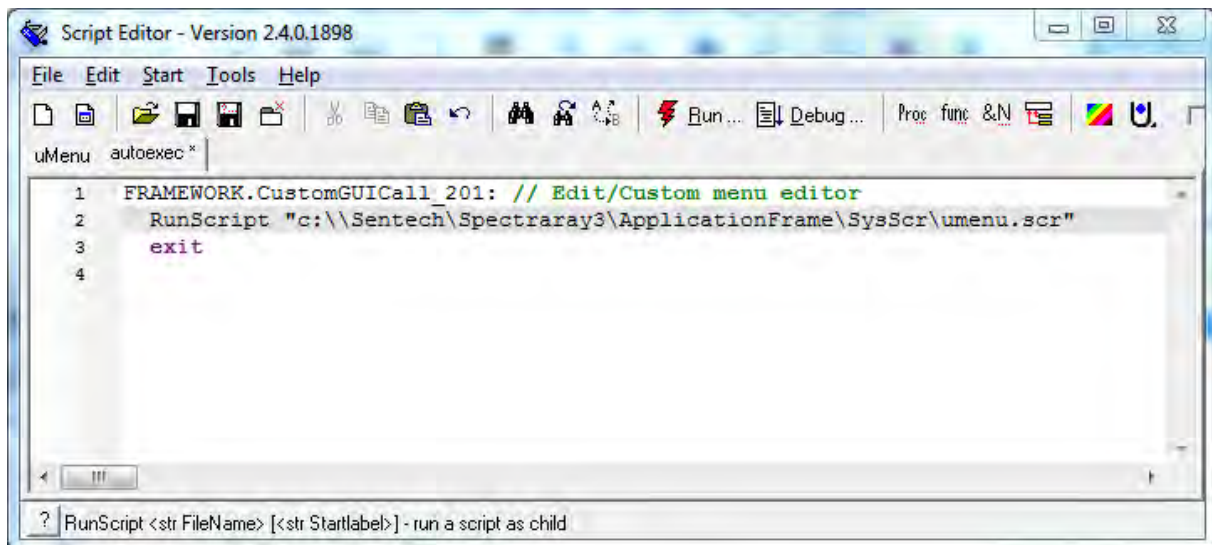 Script Editor - Version 2.4.0.1898
File Edit Start Tools Help
Run ... Debug ... Proc func &N
uMenu autoexec *
1 FRAMEWORK.CustomGUICall_201: // Edit/Custom menu editor
2 RunScript "c:\\Sentech\Spectraray3\ApplicationFrame\SysScr\umenu.scr"
3 exit
4
? RunScript <str FileName> [<str Startlabel>] - run a script as child